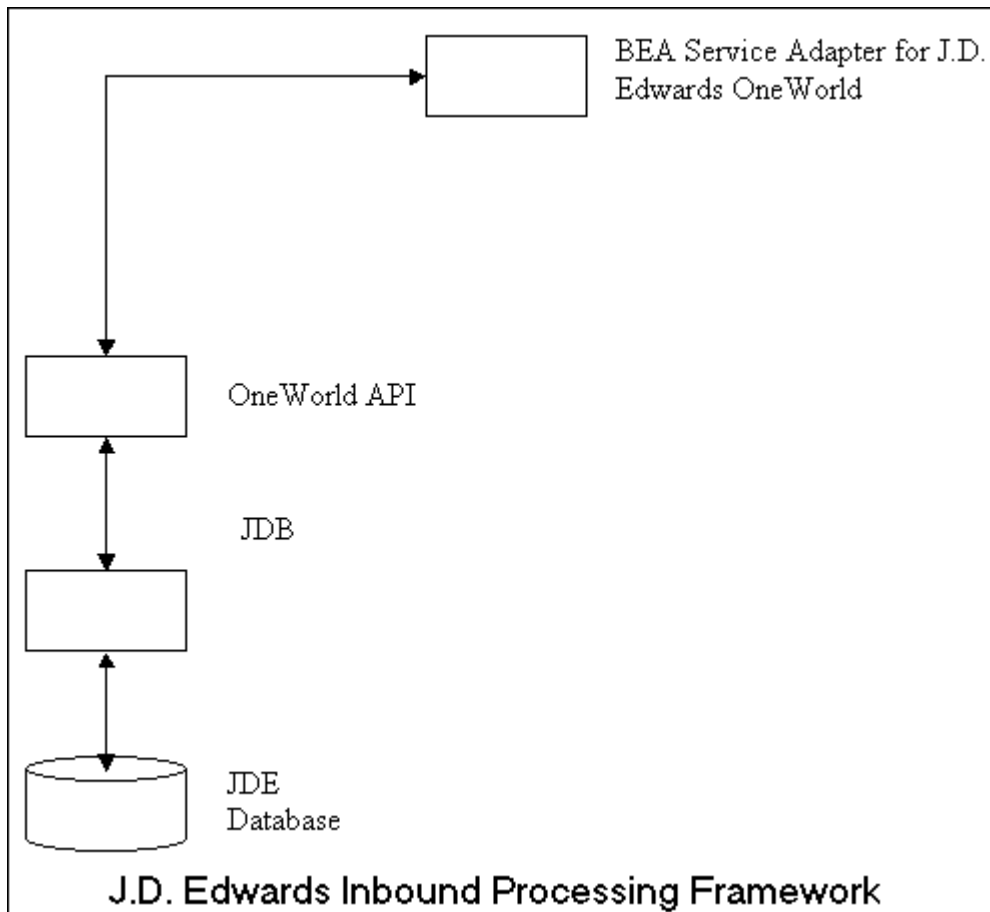 BEA Service Adapter for J.D.
Edwards OneWorld
OneWorld API
JDB
JDE
Database
J.D. Edwards Inbound Processing Framework